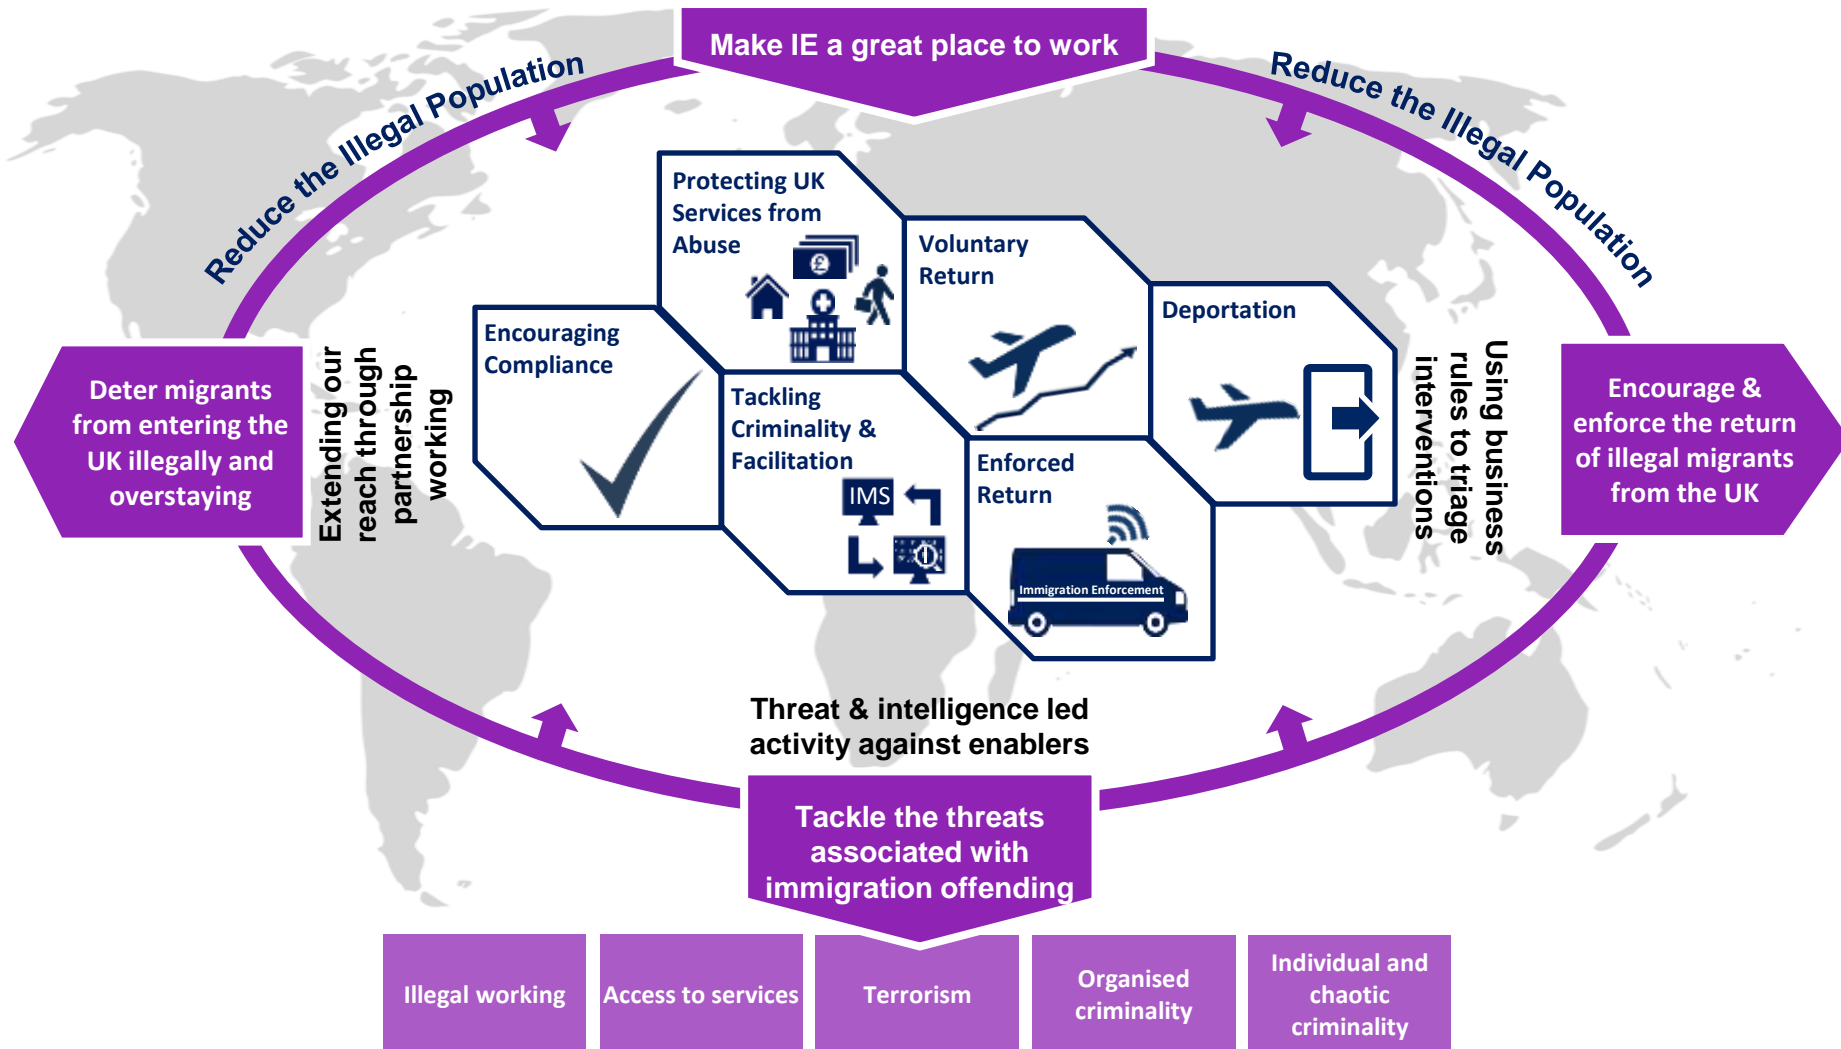 Make IE a great place to work
Reduce the Illegal Population
Reduce the Illegal Population
Protecting UK
Services from
Abuse
£
Voluntary
Return
Deportation
Encouraging
Compliance
Tackling
Criminality &
Facilitation
IMS
Enforced
Return
Immigration Enforcement
Deter migrants
from entering the
UK illegally and
overstaying
Extending our
reach through
partnership
working
Using business
rules to triage
interventions
Encourage &
enforce the return
of illegal migrants
from the UK
Threat & intelligence led
activity against enablers
Tackle the threats
associated with
immigration offending
Illegal working
Access to services
Terrorism
Organised
criminality
Individual and
chaotic
criminality